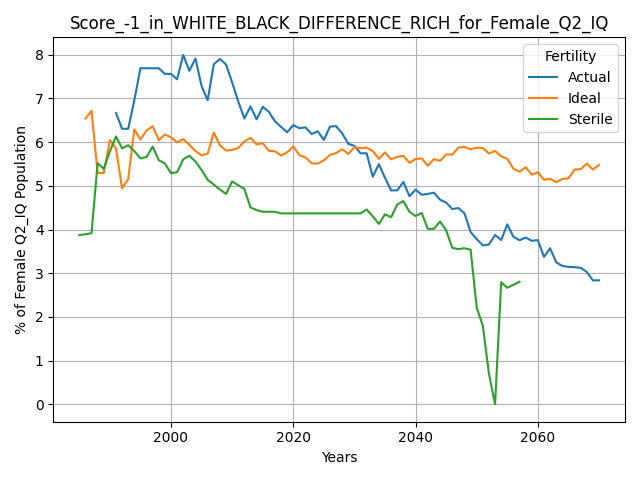 Score_-1_in_WHITE_BLACK_DIFFERENCE_RICH_for_Female_Q2_IQ
Fertility
Actual
Ideal
Sterile
% of Female Q2_IQ Population
8
7
6
5
4
3
2
1
0
2000 2020 2040 2060
Years